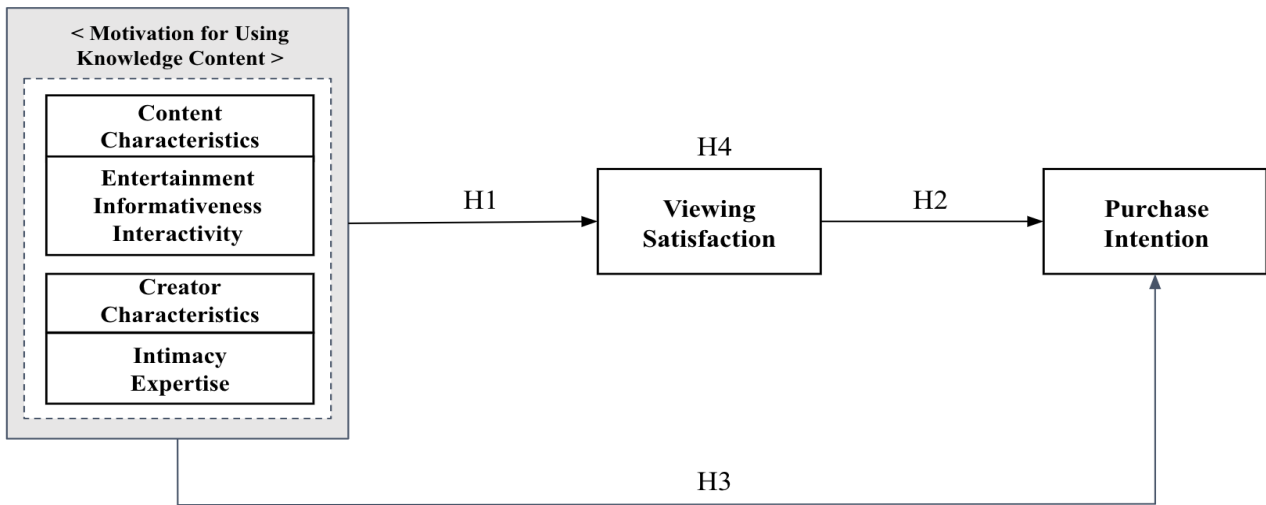 < Motivation for Using
Knowledge Content >
Content
Characteristics
Entertainment
Informativeness
Interactivity
Creator
Characteristics
Intimacy
Expertise
H1
H4
Viewing
Satisfaction
H2
Purchase
Intention
H3